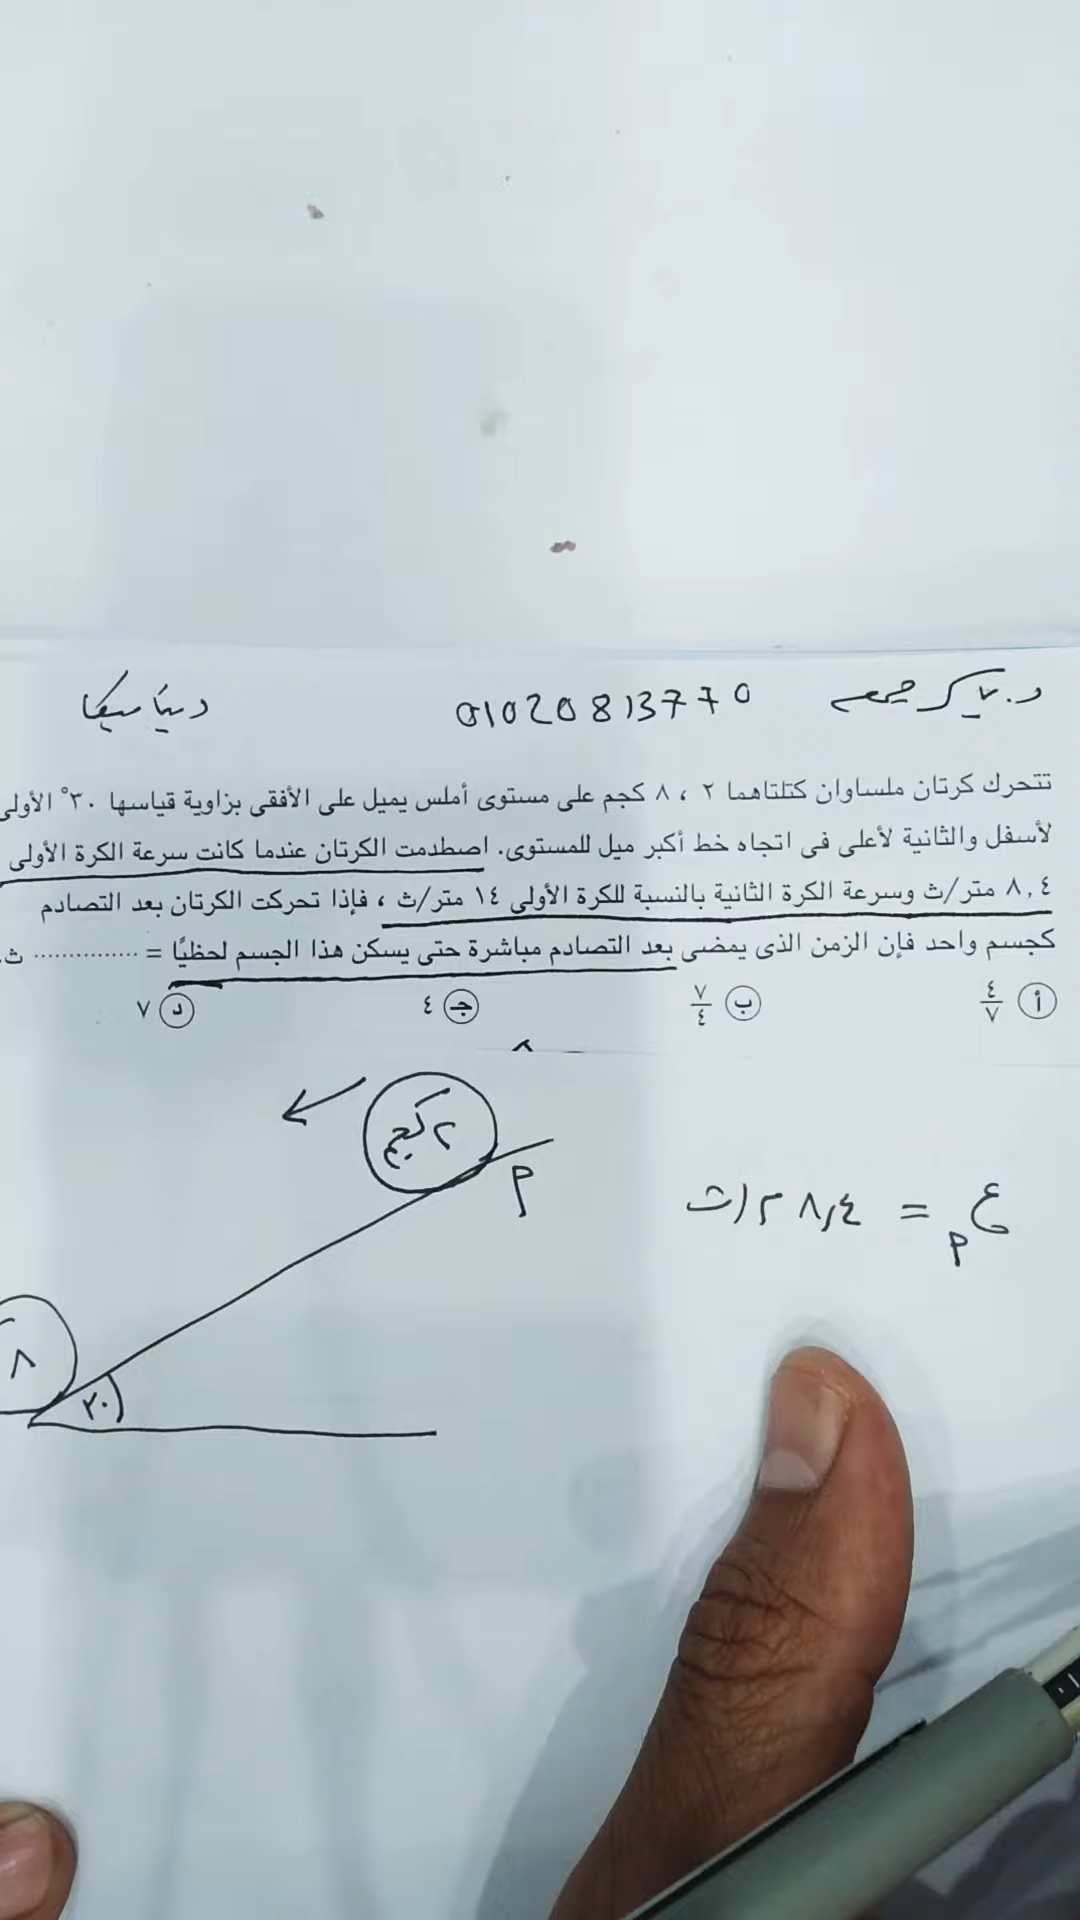 د. بكر جمعه 01020813770 ديناميكا
تتحرك كرتان ملساوان كتلتاهما ٢ ، ٨ كجم على مستوى أملس يميل على الأفقى بزاوية قياسها ٣٠° الأولى
لأسفل والثانية لأعلى فى اتجاه خط أكبر ميل للمستوى. اصطدمت الكرتان عندما كانت سرعة الكرة الأولى
٨,٤ متر/ث وسرعة الكرة الثانية بالنسبة للكرة الأولى ١٤ متر/ث ، فإذا تحركت الكرتان بعد التصادم
كجسم واحد فإن الزمن الذى يمضى بعد التصادم مباشرة حتى يسكن هذا الجسم لحظيًا = ............... ث.
أ ٤/٧ ب ٧/٤ جـ ٤ د ٧
٢ كجم
م
ع م = ٨,٤ م/ث
٨
٣٠